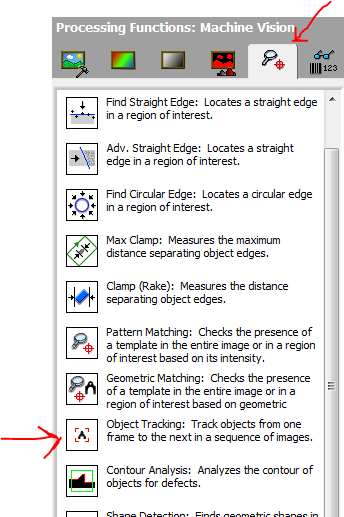 Processing Functions: Machine Vision
123
Find Straight Edge: Locates a straight edge
in a region of interest.
Adv. Straight Edge: Locates a straight
edge in a region of interest.
Find Circular Edge: Locates a circular edge
in a region of interest.
Max Clamp: Measures the maximum
distance separating object edges.
Clamp (Rake): Measures the distance
separating object edges.
Pattern Matching: Checks the presence
of a template in the entire image or in a region
of interest based on its intensity.
Geometric Matching: Checks the presence
of a template in the entire image or in a
region of interest based on geometric
A
Object Tracking: Track objects from one
frame to the next in a sequence of images.
Contour Analysis: Analyzes the contour of
objects for defects.
Shape Detection: Finds geometric shapes in